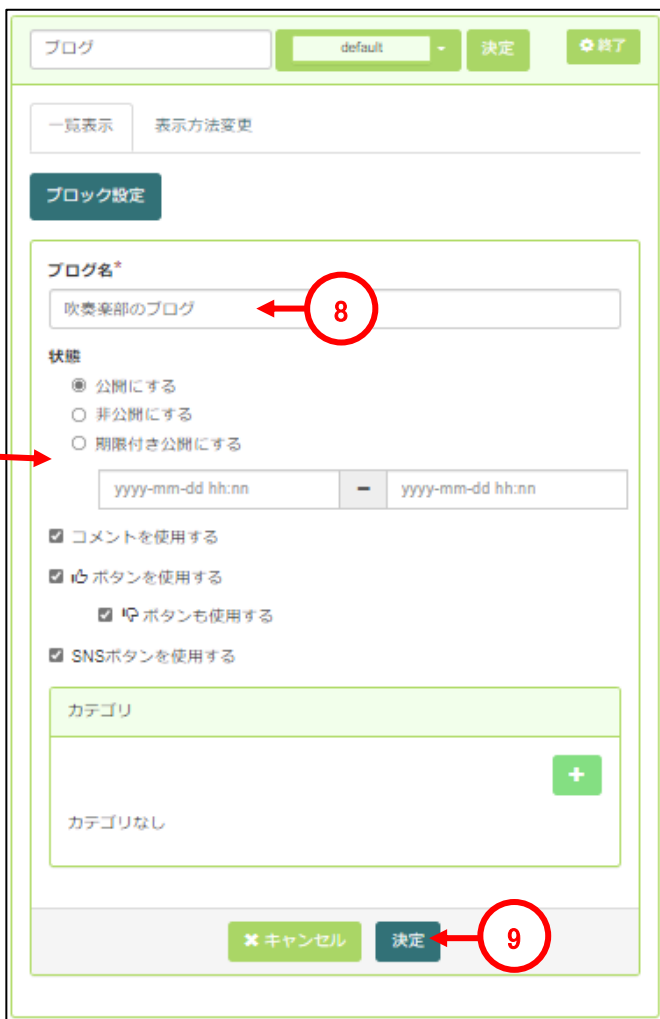 ブログ default 決定 終了
一覧表示 表示方法変更
ブロック設定
ブログ名*
吹奏楽部のブログ 8
状態
公開にする
非公開にする
期限付き公開にする
yyyy-mm-dd hh:nn － yyyy-mm-dd hh:nn
コメントを使用する
ボタンを使用する
ボタンも使用する
SNSボタンを使用する
カテゴリ
+
カテゴリなし
キャンセル 決定 9